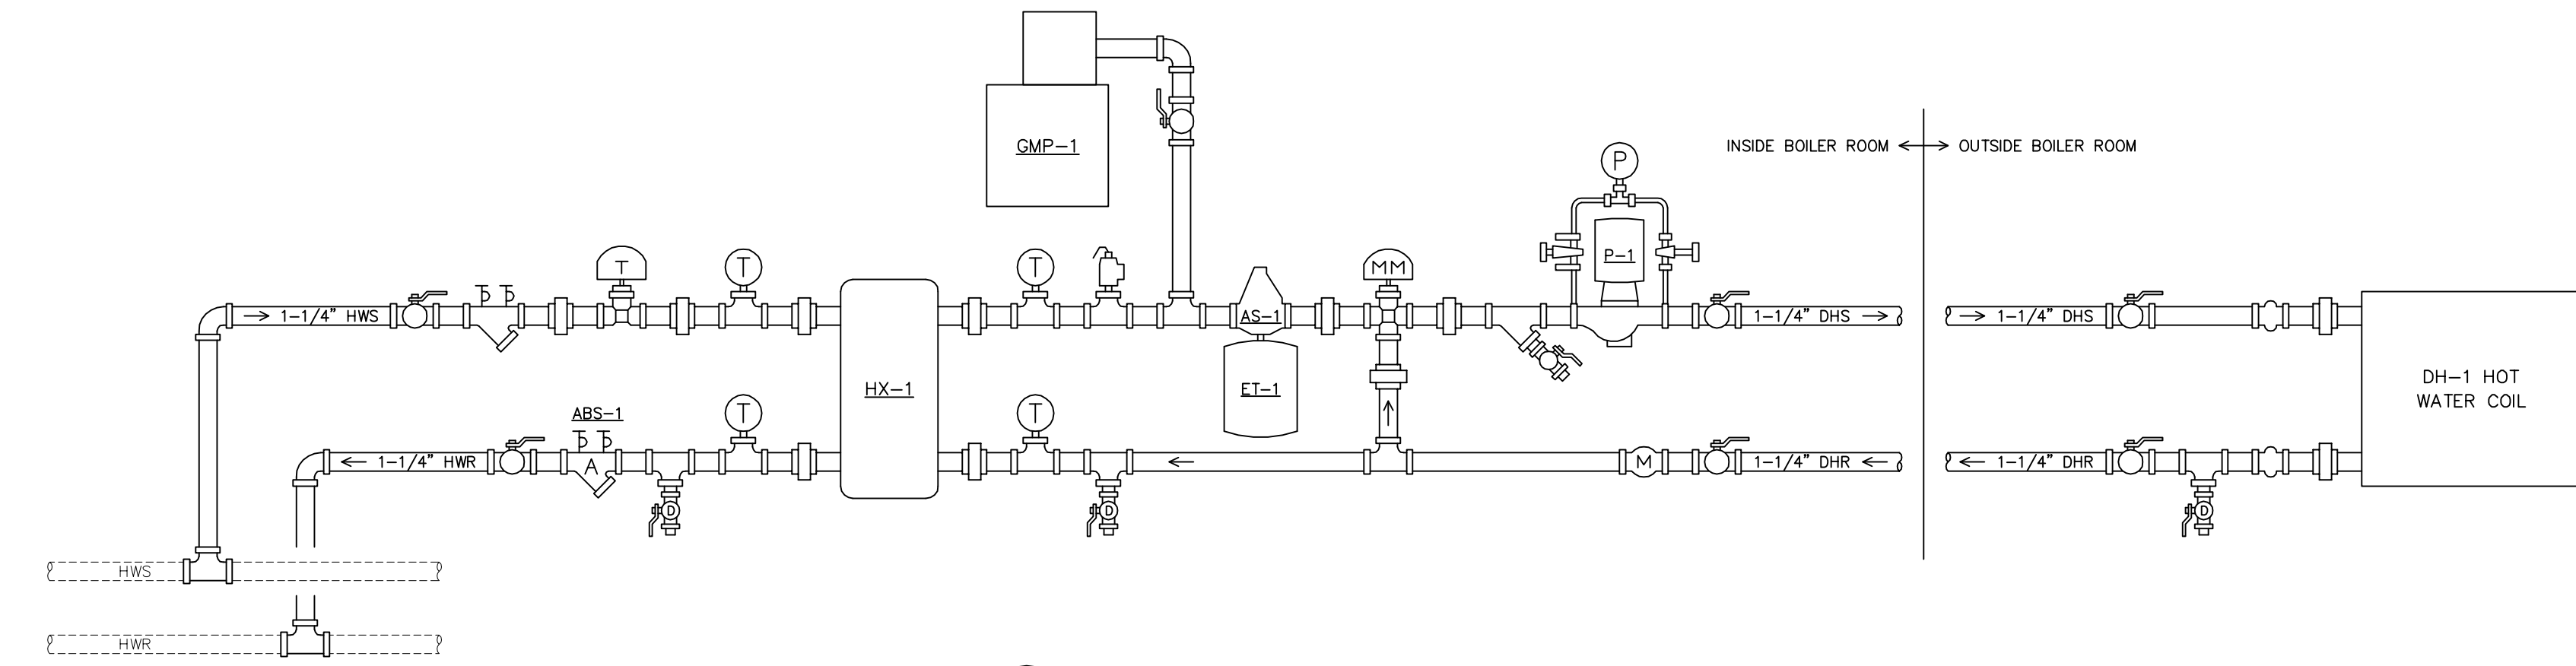 GMP-1
INSIDE BOILER ROOM
OUTSIDE BOILER ROOM
P
P-1
T
T
T
MM
1-1/4" HWS
AS-1
1-1/4" DHS
1-1/4" DHS
HX-1
ET-1
DH-1 HOT
WATER COIL
ABS-1
T
T
1-1/4" HWR
A
M
1-1/4" DHR
1-1/4" DHR
D
D
D
HWS
HWR